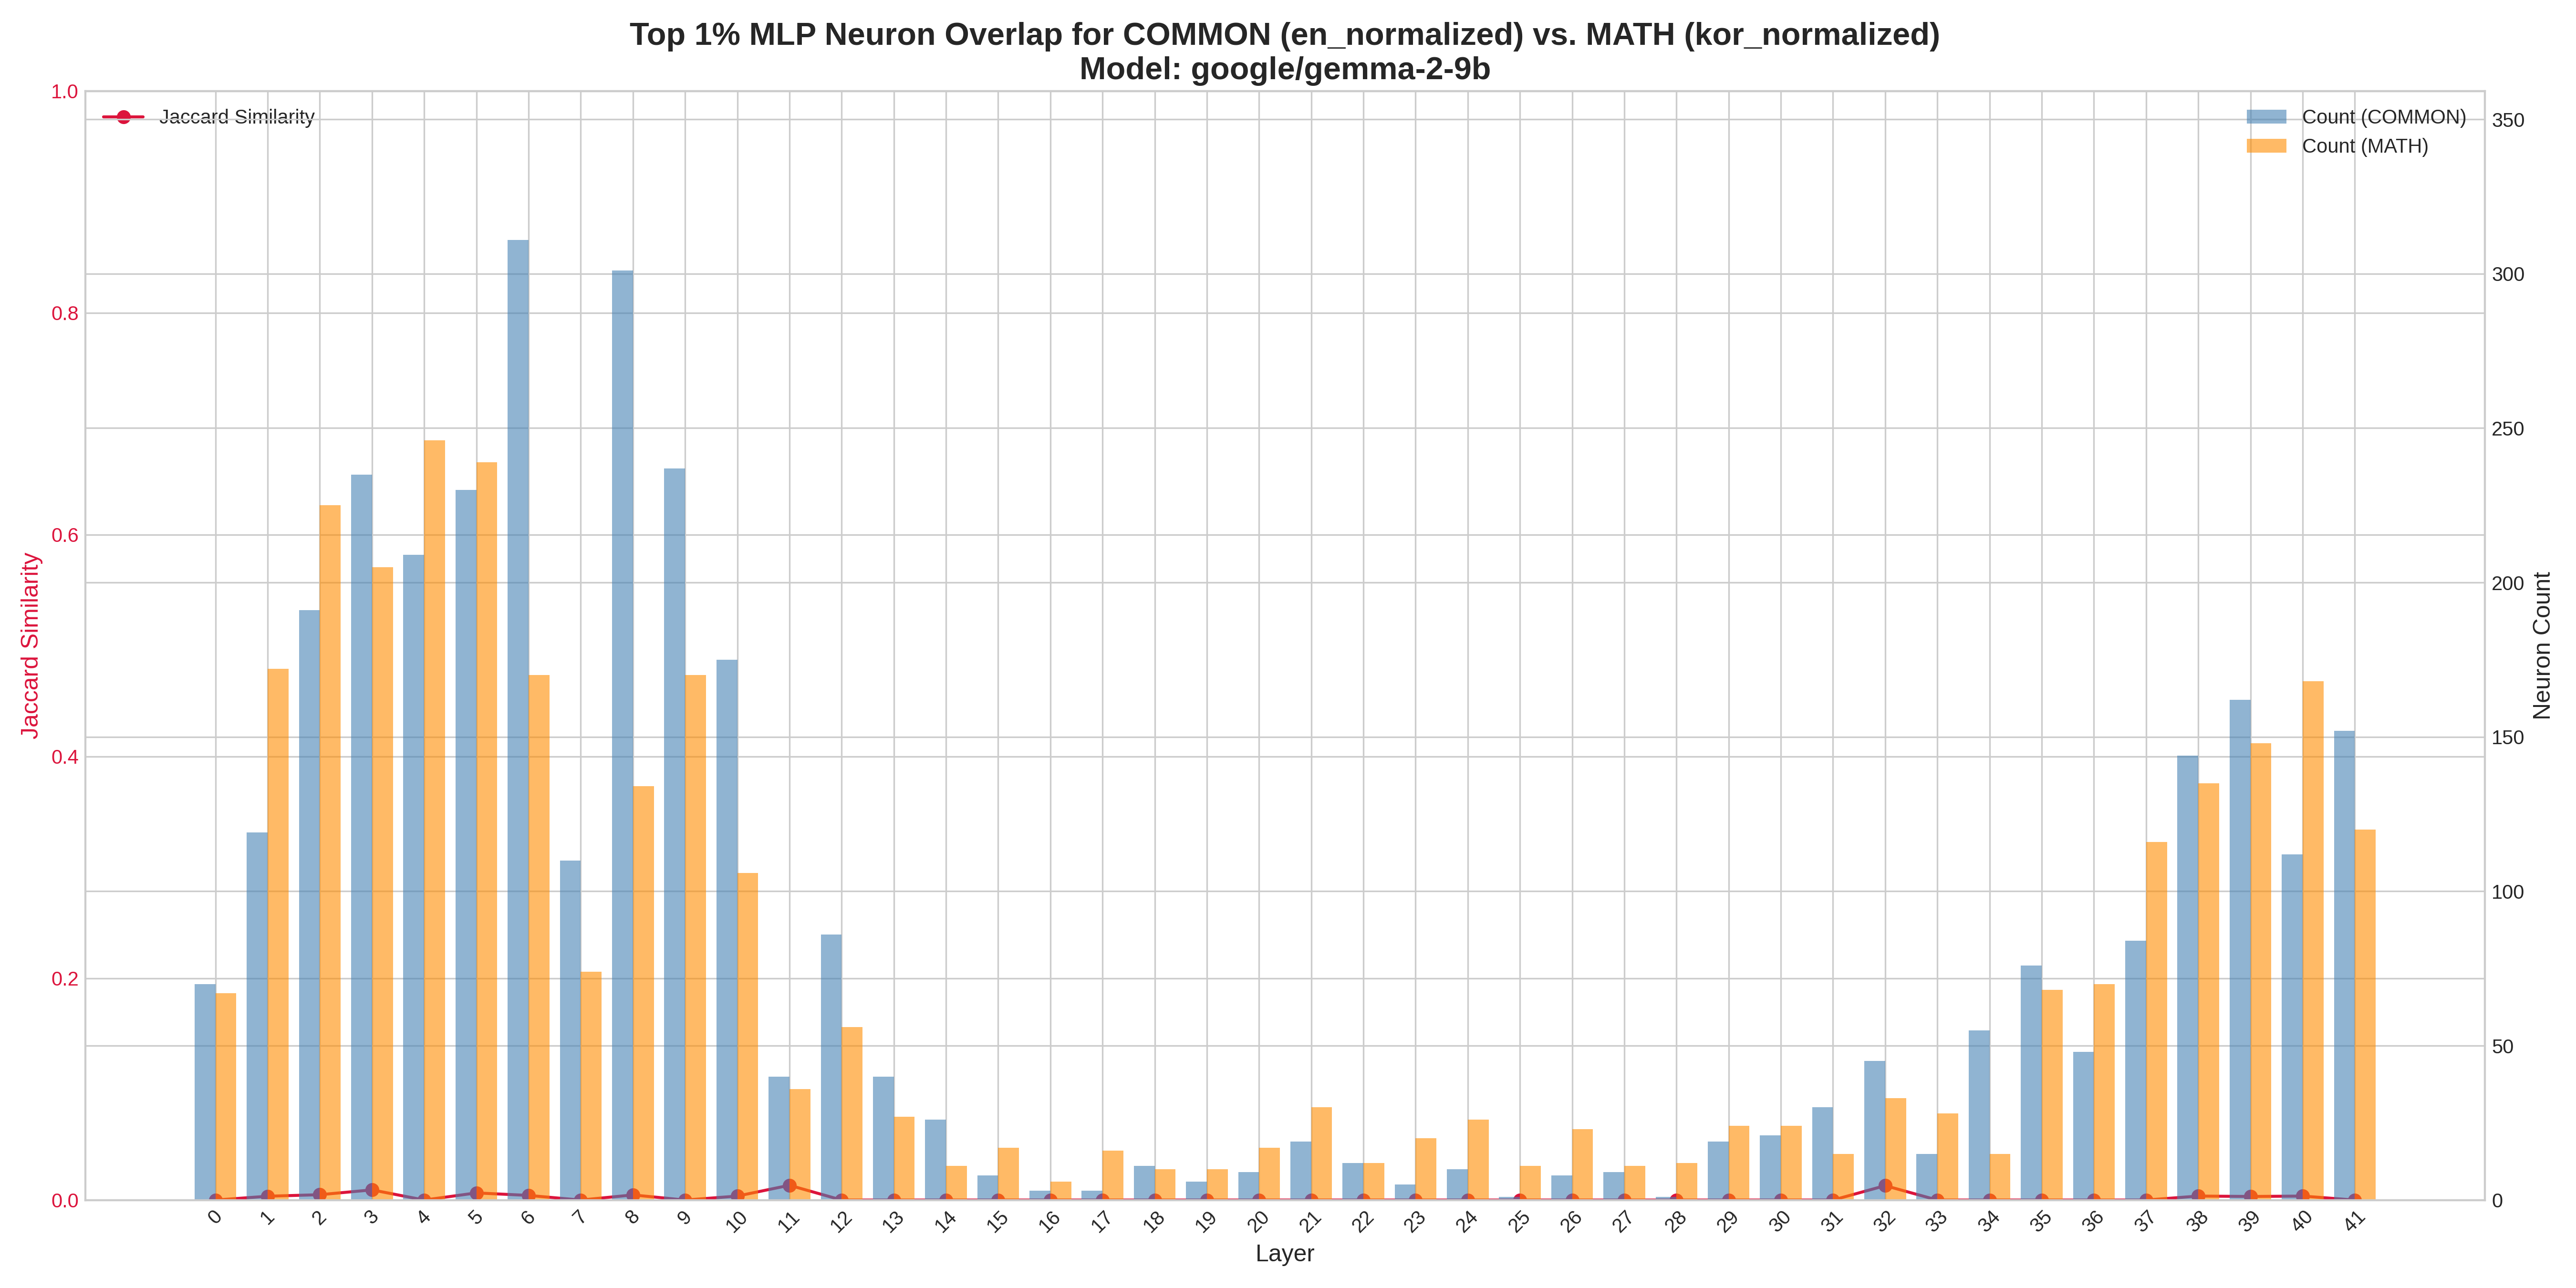 Top 1% MLP Neuron Overlap for COMMON (en_normalized) vs. MATH (kor_normalized)
Model: google/gemma-2-9b
Jaccard Similarity
Count (COMMON)
Count (MATH)
Jaccard Similarity
1.0
0.8
0.6
0.4
0.2
0.0
350
300
250
200
150
100
50
0
Neuron Count
0 1 2 3 4 5 6 7 8 9 10 11 12 13 14 15 16 17 18 19 20 21 22 23 24 25 26 27 28 29 30 31 32 33 34 35 36 37 38 39 40 41
Layer